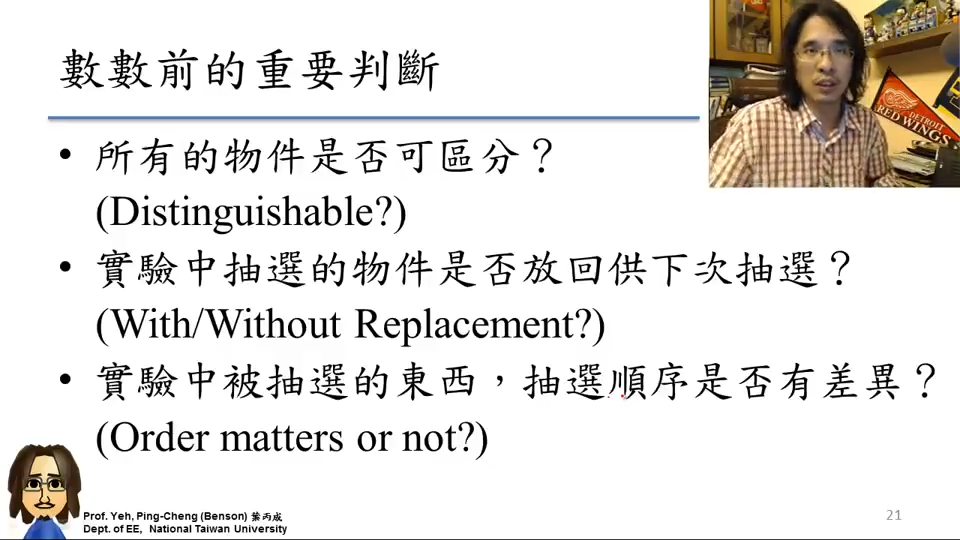 數數前的重要判斷
• 所有的物件是否可區分？
(Distinguishable?)
• 實驗中抽選的物件是否放回供下次抽選？
(With/Without Replacement?)
• 實驗中被抽選的東西，抽選順序是否有差異？
(Order matters or not?)
DETROIT
RED WINGS
Prof. Yeh, Ping-Cheng (Benson) 葉丙成
Dept. of EE, National Taiwan University
21